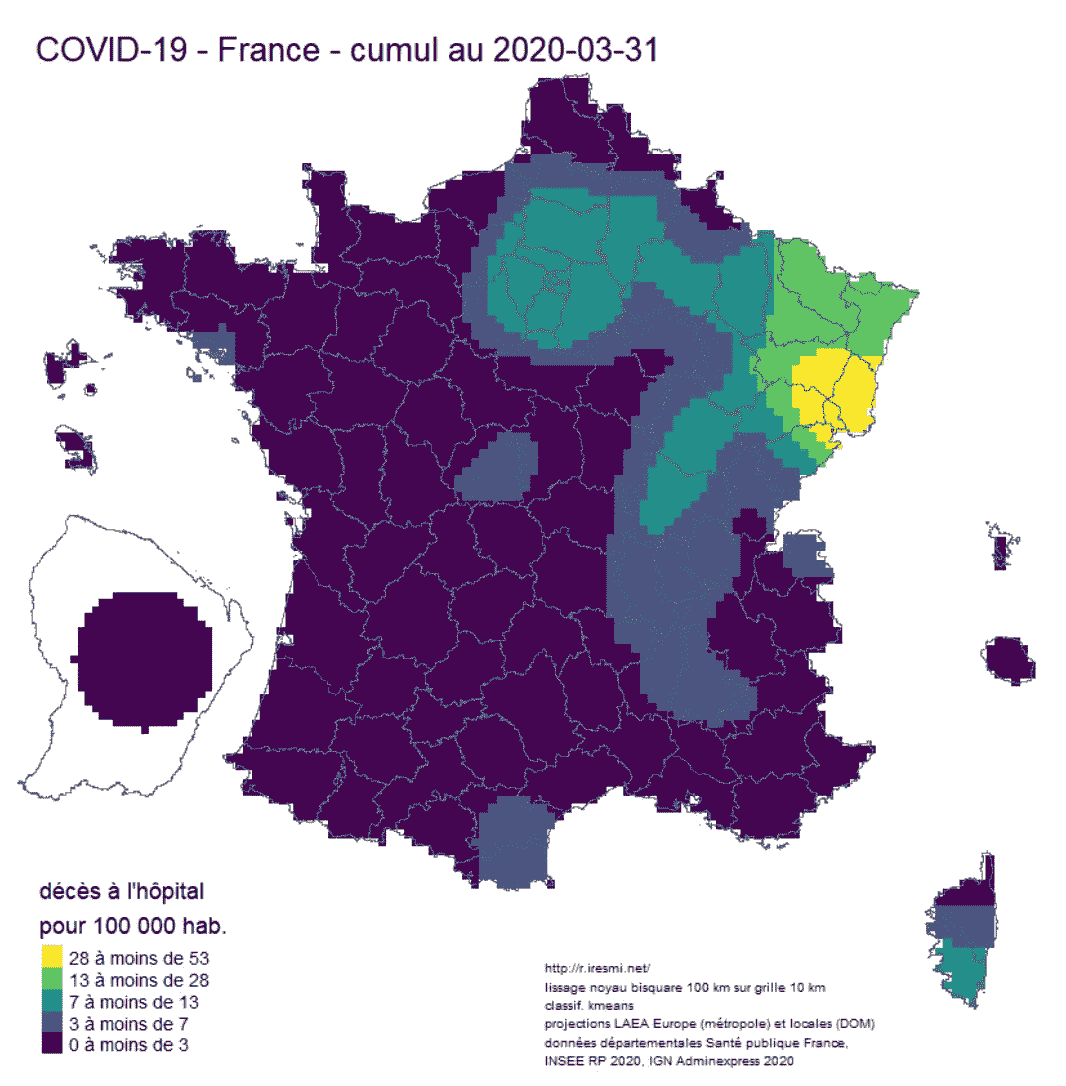 COVID-19 - France - cumul au 2020-03-31
décès à l'hôpital
pour 100 000 hab.
28 à moins de 53
13 à moins de 28
7 à moins de 13
3 à moins de 7
0 à moins de 3
http://r.iresmi.net/
lissage noyau bisquare 100 km sur grille 10 km
classif. kmeans
projections LAEA Europe (métropole) et locales (DOM)
données départementales Santé publique France,
INSEE RP 2020, IGN Adminexpress 2020